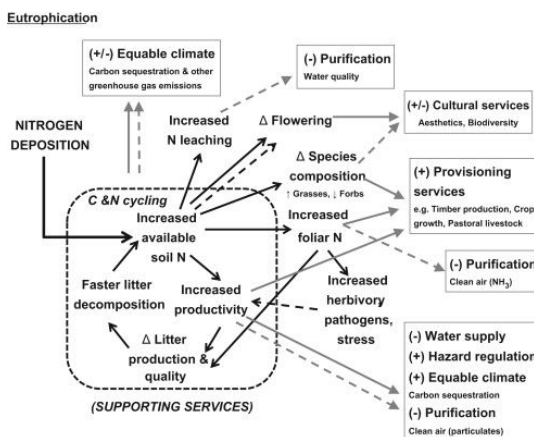 Eutrophication
(+/-) Equable climate
Carbon sequestration & other
greenhouse gas emissions
(-) Purification
Water quality
NITROGEN
DEPOSITION
Increased
N leaching
Δ Flowering
(+/-) Cultural services
Aesthetics, Biodiversity
Δ Species
composition
↑ Grasses, ↓ Forbs
(+) Provisioning
services
e.g. Timber production, Crop
growth, Pastoral livestock
C &N cycling
Increased
available
soil N
Increased
foliar N
(-) Purification
Clean air (NH3)
Faster litter
decomposition
Increased
productivity
Increased
herbivory,
pathogens,
stress
Δ Litter
production &
quality
(SUPPORTING SERVICES)
(-) Water supply
(+) Hazard regulation
(+) Equable climate
Carbon sequestration
(-) Purification
Clean air (particulates)